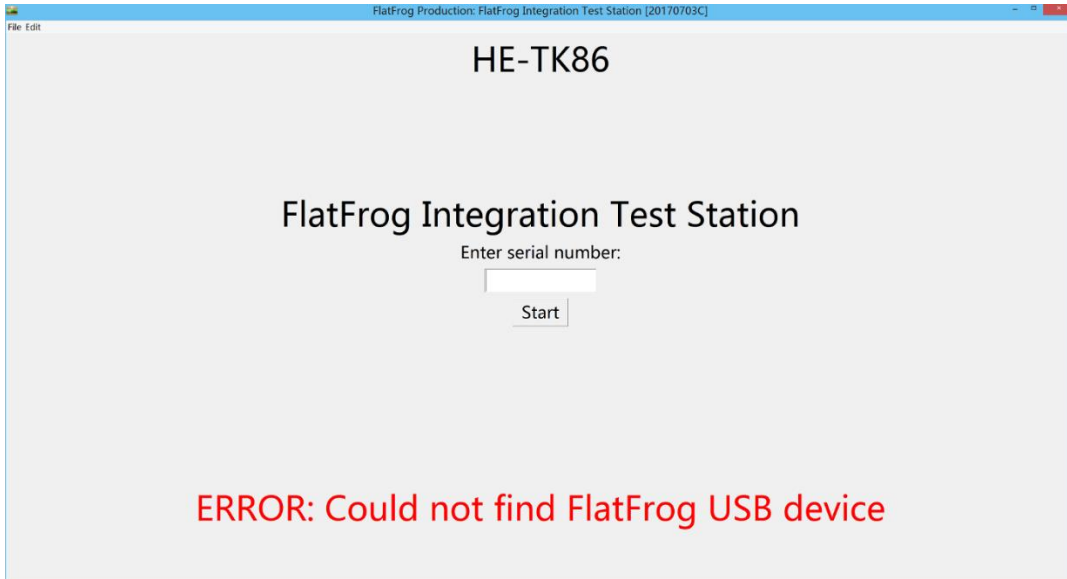 FlatFrog Production: FlatFrog Integration Test Station [20170703C]
File Edit
HE-TK86
FlatFrog Integration Test Station
Enter serial number:
Start
ERROR: Could not find FlatFrog USB device